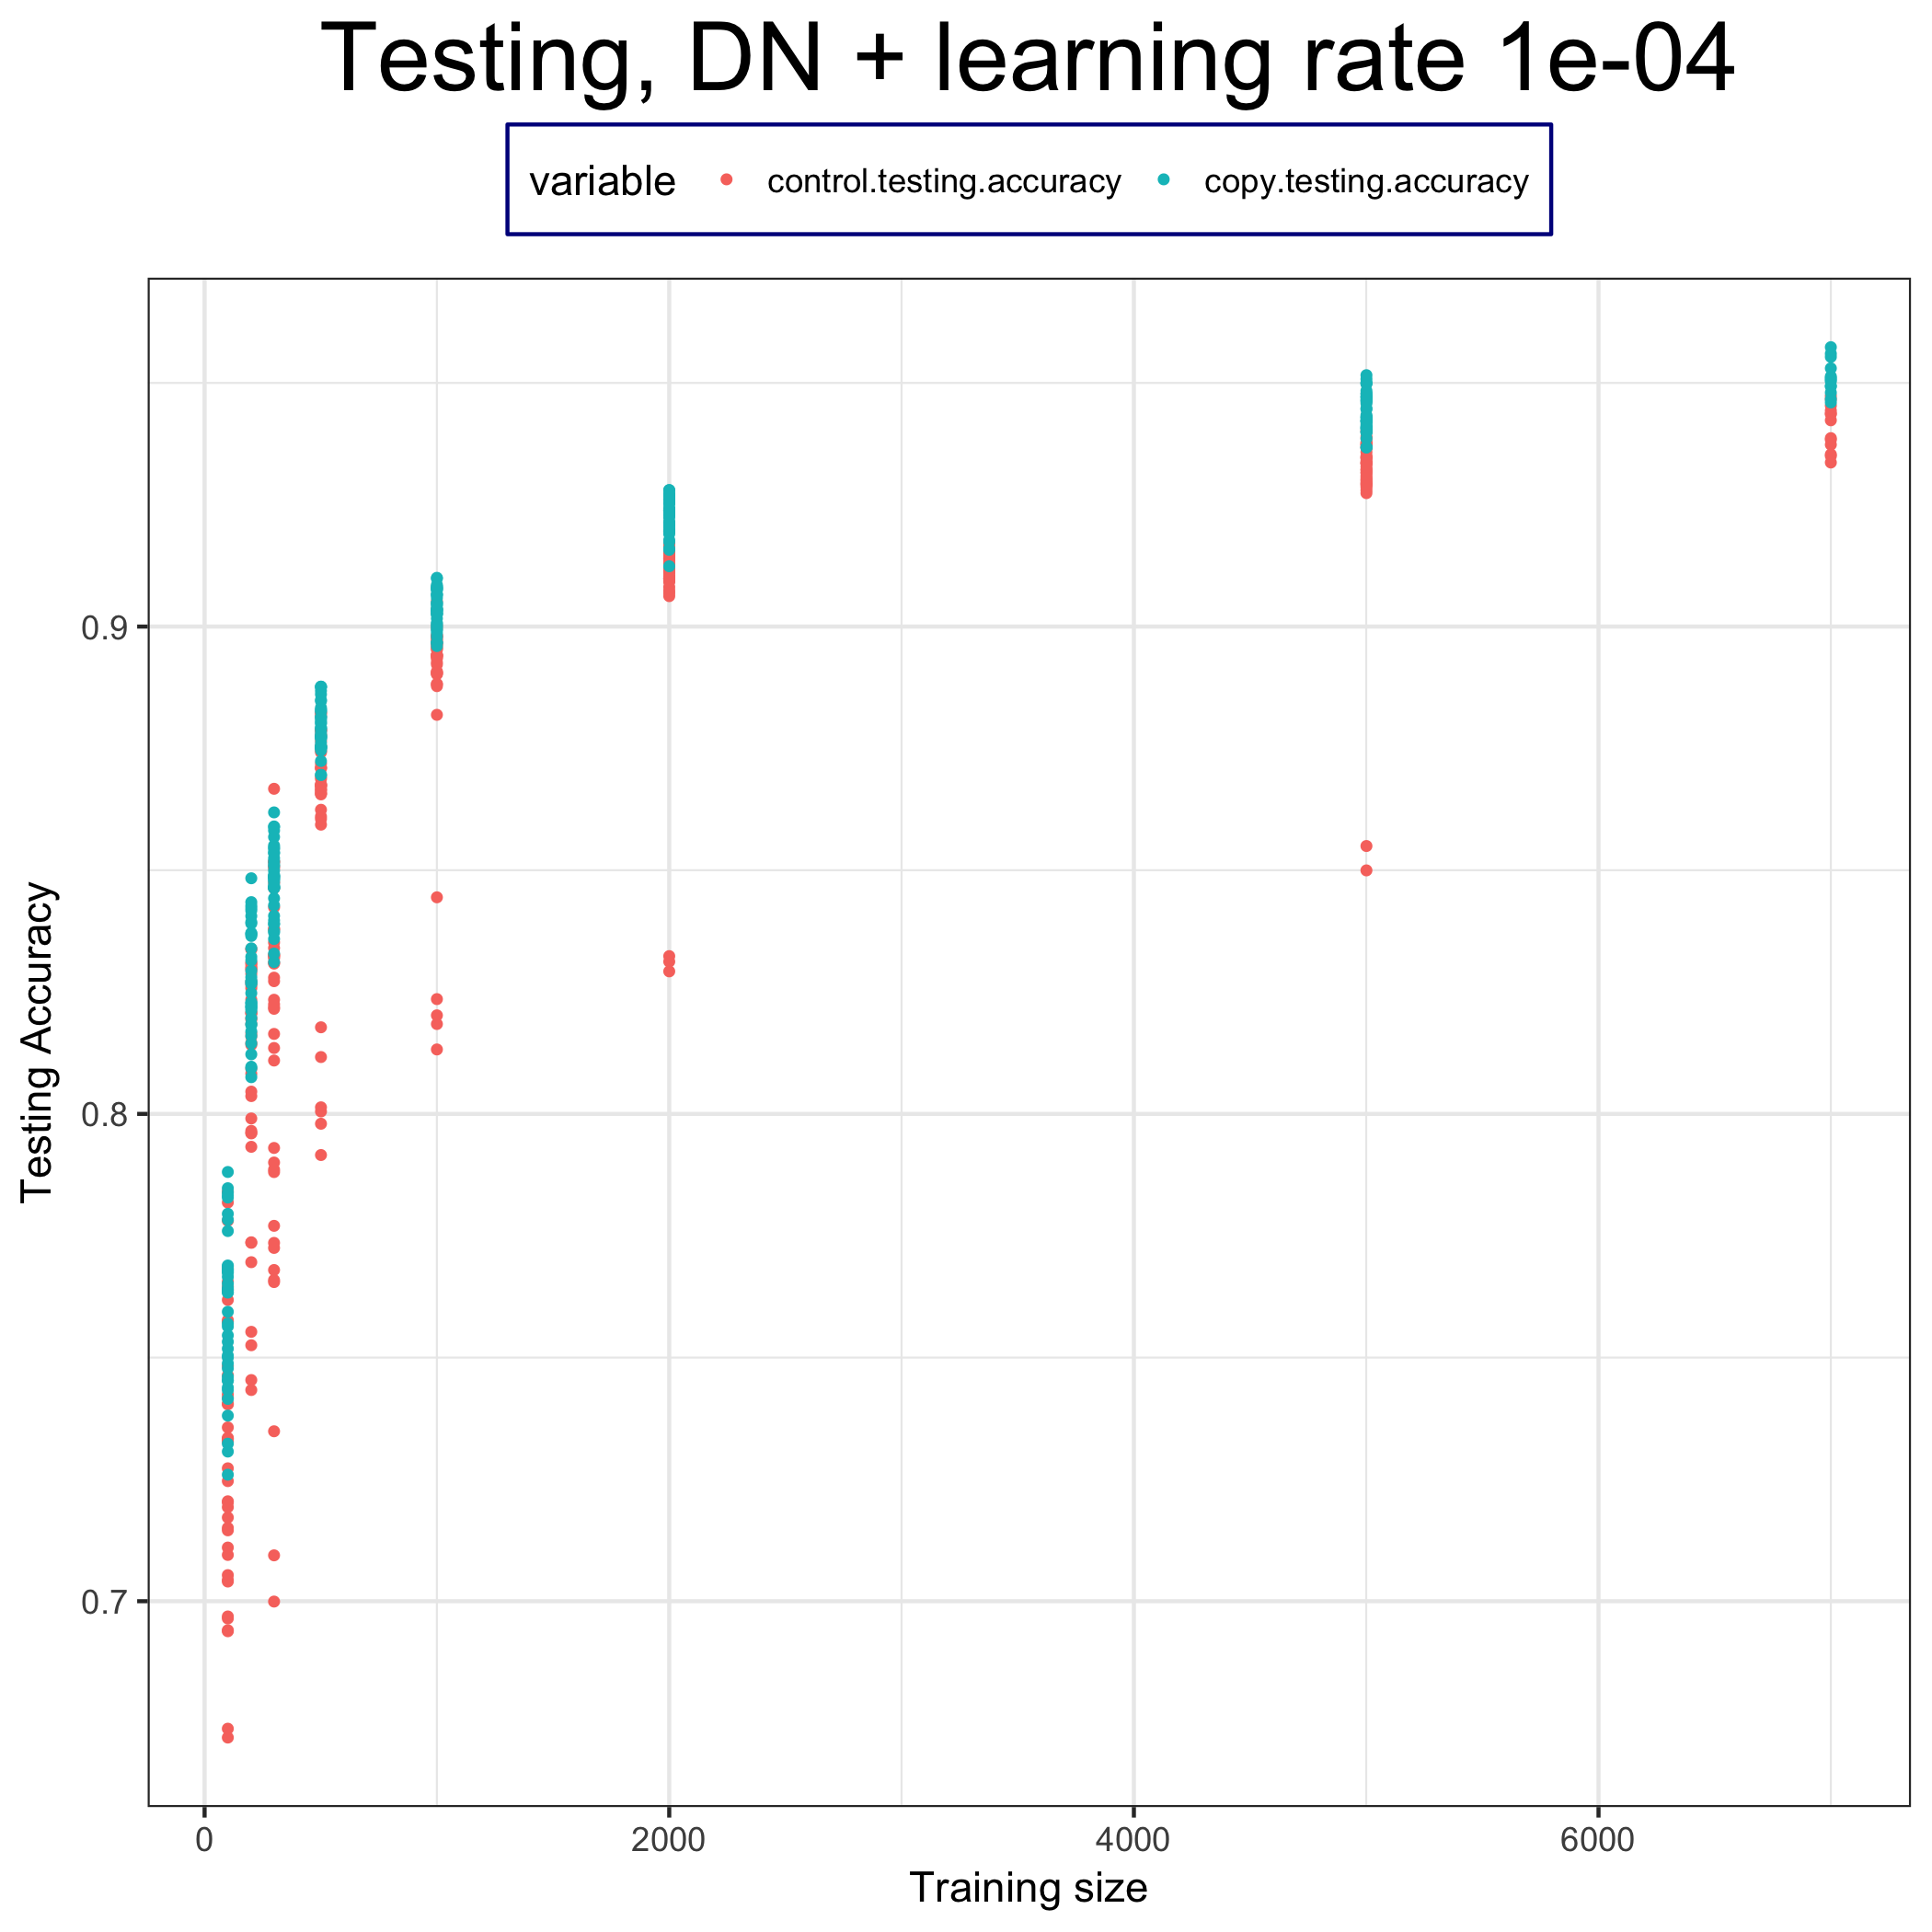 Testing, DN + learning rate 1e-04
variable control.testing.accuracy copy.testing.accuracy
Testing Accuracy
0.9
0.8
0.7
0 2000 4000 6000
Training size